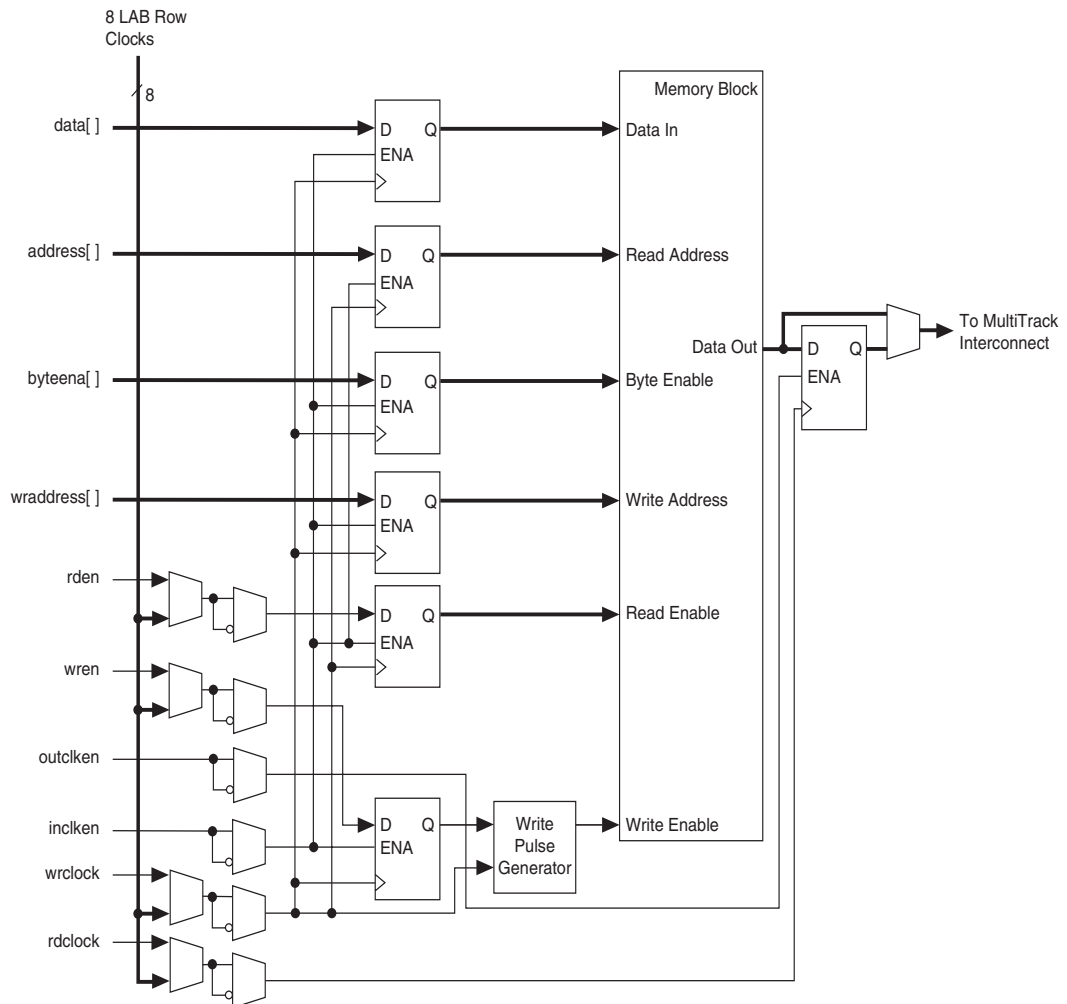 8 LAB Row
Clocks
8
data[ ]
D Q
ENA
Memory Block
Data In
address[ ]
D Q
ENA
Read Address
byteena[ ]
D Q
ENA
Byte Enable
Data Out
D Q
ENA
To MultiTrack
Interconnect
wraddress[ ]
D Q
ENA
Write Address
rden
D Q
ENA
Read Enable
wren
outclken
inclken
D Q
ENA
Write
Pulse
Generator
Write Enable
wrclock
rdclock